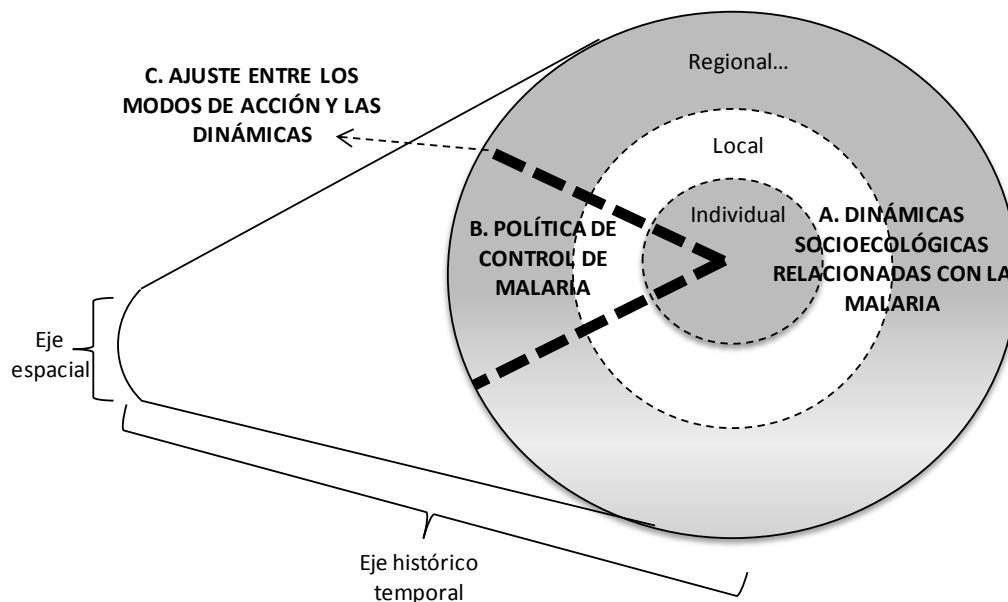 C. AJUSTE ENTRE LOS
MODOS DE ACCIÓN Y LAS
DINÁMICAS
Regional...
Local
Individual
A. DINÁMICAS
SOCIOECOLÓGICAS
RELACIONADAS CON LA
MALARIA
B. POLÍTICA DE
CONTROL DE
MALARIA
Eje
espacial
Eje histórico
temporal